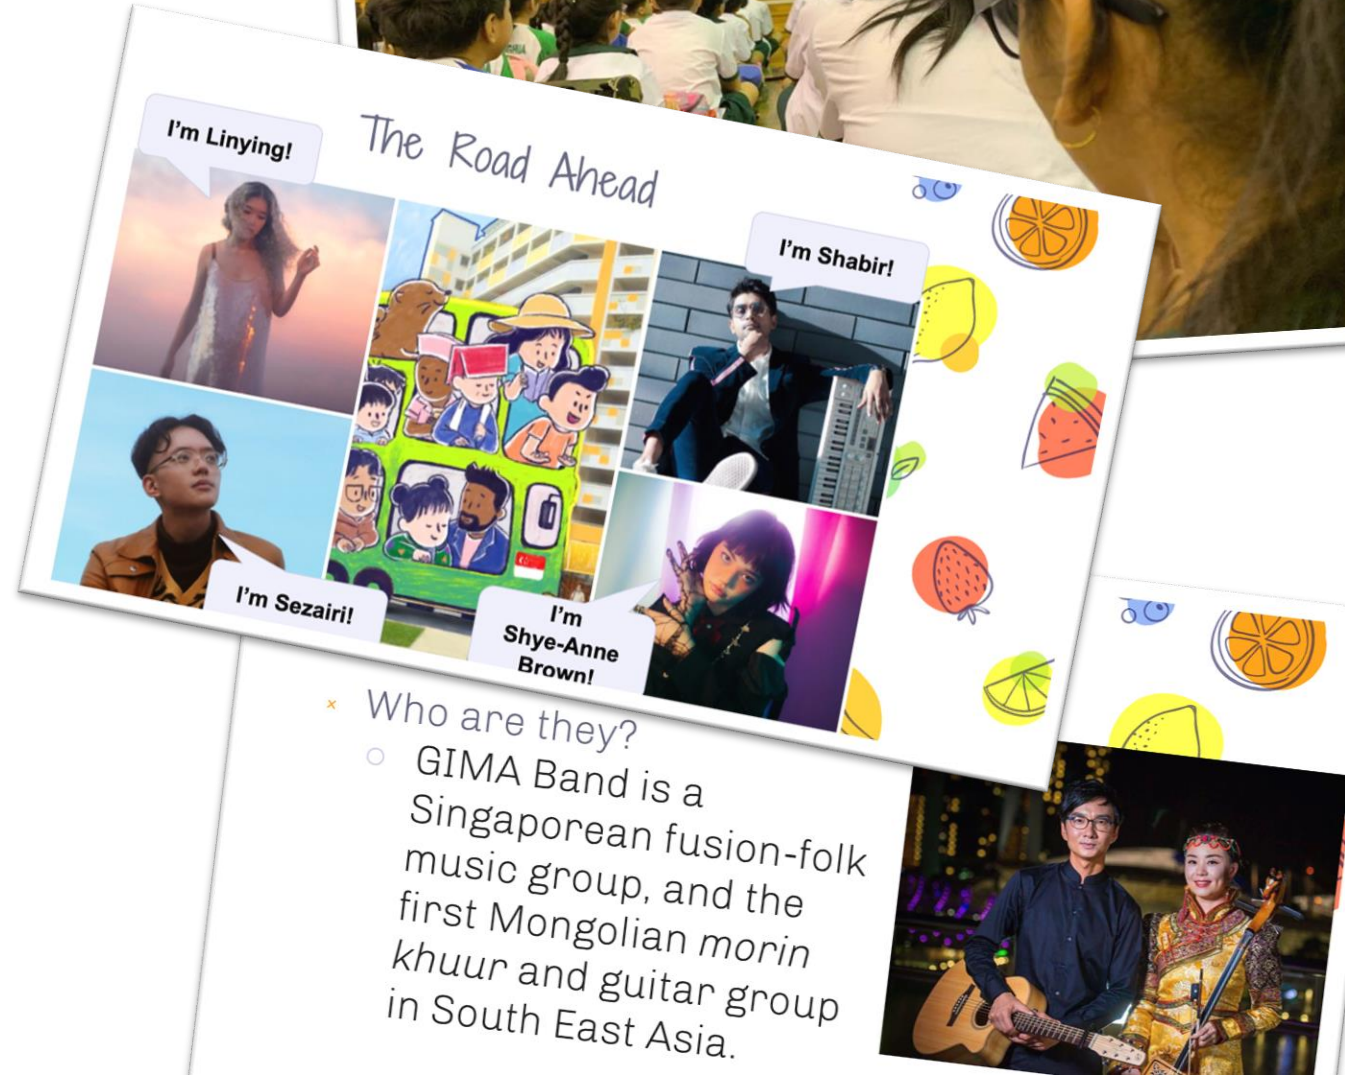 I'm Linying!
The Road Ahead
I'm Shabir!
I'm Sezairi!
I'm
Shye-Anne
Brown!
Who are they?
GIMA Band is a
Singaporean fusion-folk
music group, and the
first Mongolian morin
khuur and guitar group
in South East Asia.